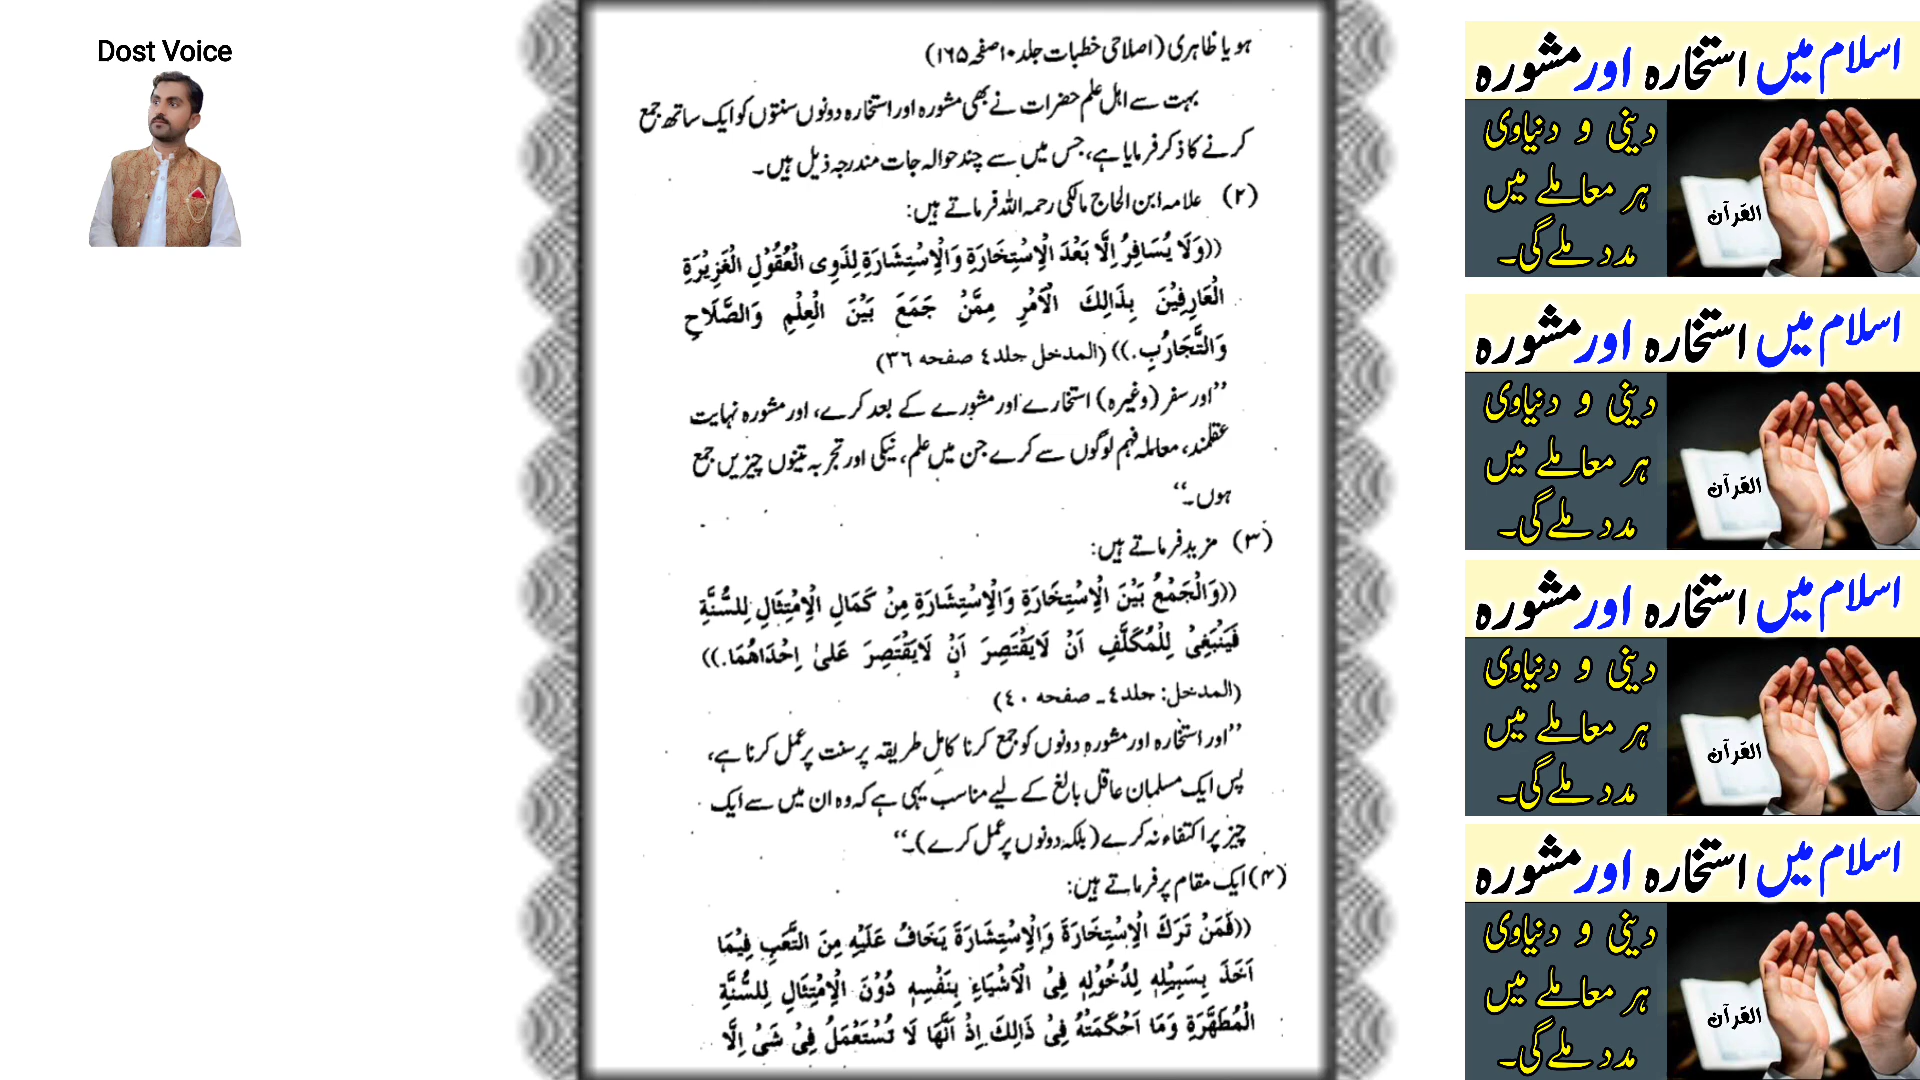 Dost Voice
ہو یا ظاہری (اصلاحی خطبات جلد ۱۰ صفحہ ۱۶۵)
بہت سے اہل علم حضرات نے بھی مشورہ اور استخارہ دونوں سنتوں کو ایک ساتھ جمع
کرنے کا ذکر فرمایا ہے، جس میں سے چند حوالہ جات مندرجہ ذیل ہیں۔
(۲) علامہ ابن الحاج مالکی رحمہ اللہ فرماتے ہیں:
((وَلَا يُسَافِرُ اِلَّا بَعْدَ الْاِسْتِخَارَةِ وَالْاِسْتِشَارَةِ لِذَوِى الْعُقُوْلِ الْغَزِيْرَةِ
الْعَارِفِيْنَ بِذَالِكَ الْاَمْرِ مِمَّنْ جَمَعَ بَيْنَ الْعِلْمِ وَالصَّلَاحِ
وَالتَّجَارُبِ.)) (المدخل جلد ٤ صفحه ٣٦)
’’اور سفر (وغیرہ) استخارے اور مشورے کے بعد کرے، اور مشورہ نہایت
عقلمند، معاملہ فہم لوگوں سے کرے جن میں علم، نیکی اور تجربہ تینوں چیزیں جمع
ہوں۔‘‘
(۳) مزید فرماتے ہیں:
((وَالْجَمْعُ بَيْنَ الْاِسْتِخَارَةِ وَالْاِسْتِشَارَةِ مِنْ كَمَالِ الْاِمْتِثَالِ لِلسُّنَّةِ
فَيَنْبَغِىْ لِلْمُكَلَّفِ اَنْ لَايَقْتَصِرَ اَنْ لَايَقْتَصِرَ عَلىٰ اِحْدَاهُمَا.))
(المدخل: جلد ٤۔ صفحه ٤٠)
’’اور استخارہ اور مشورہ دونوں کو جمع کرنا کامل طریقہ پر سنت پر عمل کرنا ہے،
پس ایک مسلمان عاقل بالغ کے لیے مناسب یہی ہے کہ وہ ان میں سے ایک
چیز پر اکتفاء نہ کرے (بلکہ دونوں پر عمل کرے)۔‘‘
(۴) ایک مقام پر فرماتے ہیں:
((فَمَنْ تَرَكَ الْاِسْتِخَارَةَ وَالْاِسْتِشَارَةَ يَخَافُ عَلَيْهِ مِنَ التَّعَبِ فِيْمَا
اَخَذَ بِسَبِيْلِهٖ لِدُخُوْلِهٖ فِىْ الْاَشْيَاءِ بِنَفْسِهٖ دُوْنَ الْاِمْتِثَالِ لِلسُّنَّةِ
الْمُطَهَّرَةِ وَمَا اَحْكَمَتْهُ فِىْ ذَالِكَ اِذْ اَنَّهَا لَا تُسْتَعْمَلُ فِىْ شَىْ اِلَّا
اسلام میں استخارہ اور مشورہ
دینی و دنیاوی
ہر معاملے میں
مدد ملے گی۔
القرآن
اسلام میں استخارہ اور مشورہ
دینی و دنیاوی
ہر معاملے میں
مدد ملے گی۔
القرآن
اسلام میں استخارہ اور مشورہ
دینی و دنیاوی
ہر معاملے میں
مدد ملے گی۔
القرآن
اسلام میں استخارہ اور مشورہ
دینی و دنیاوی
ہر معاملے میں
مدد ملے گی۔
القرآن